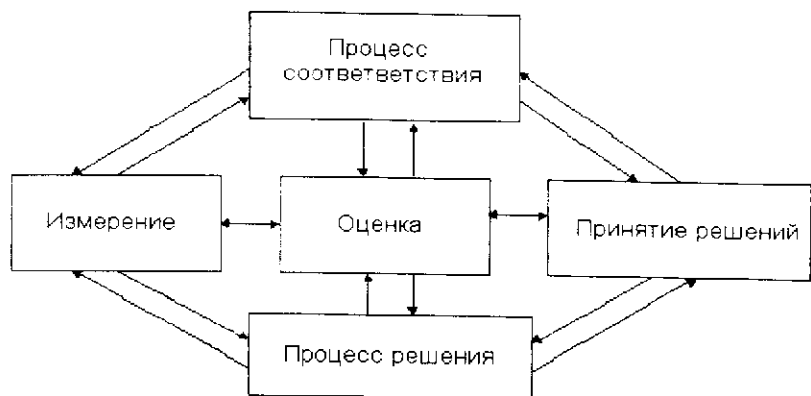 Процесс
соответветствия
Измерение
Оценка
Принятие решений
Процесс решения